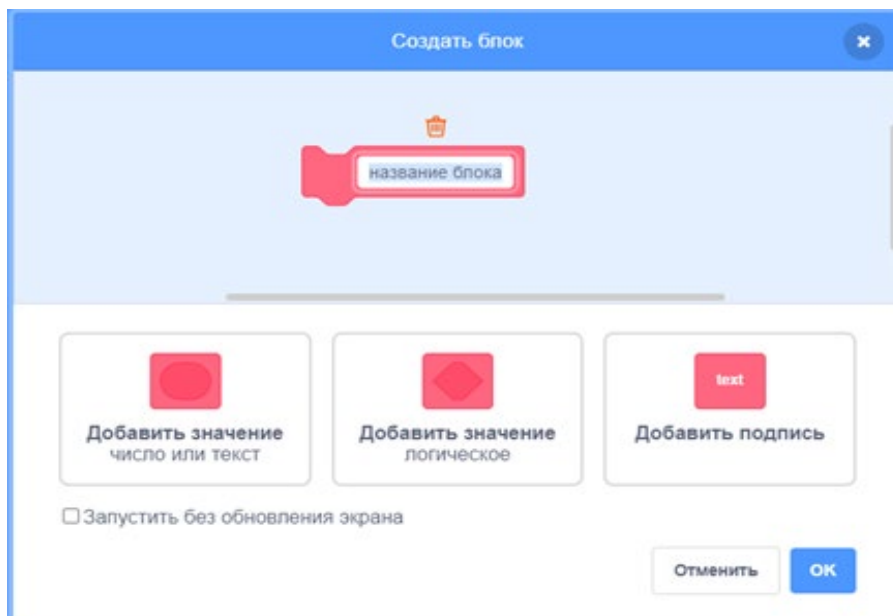 Создать блок
название блока
text
Добавить значение
число или текст
Добавить значение
логическое
Добавить подпись
Запустить без обновления экрана
Отменить
ОК